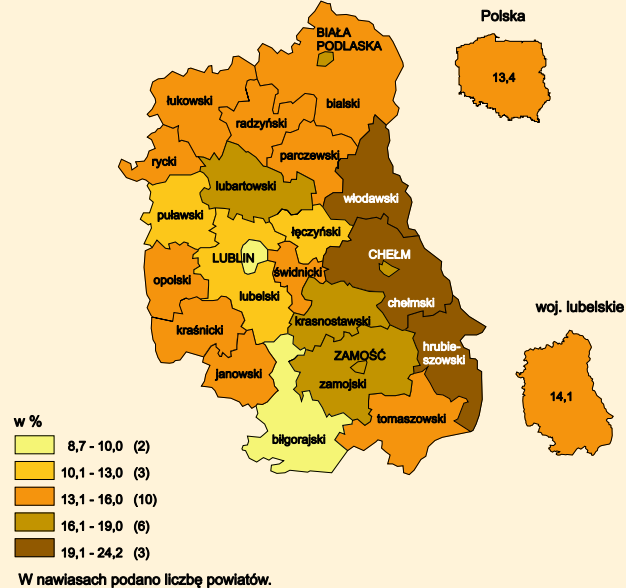 Polska
13,4
BIAŁA
PODLASKA
łukowski
bialski
radzyński
parczewski
rycki
lubartowski
włodawski
puławski
łęczyński
LUBLIN
CHEŁM
świdnicki
opolski
lubelski
chełmski
woj. lubelskie
krasnostawski
kraśnicki
hrubie-
szowski
ZAMOŚĆ
janowski
zamojski
14,1
tomaszowski
biłgorajski
w %
8,7 - 10,0 (2)
10,1 - 13,0 (3)
13,1 - 16,0 (10)
16,1 - 19,0 (6)
19,1 - 24,2 (3)
W nawiasach podano liczbę powiatów.